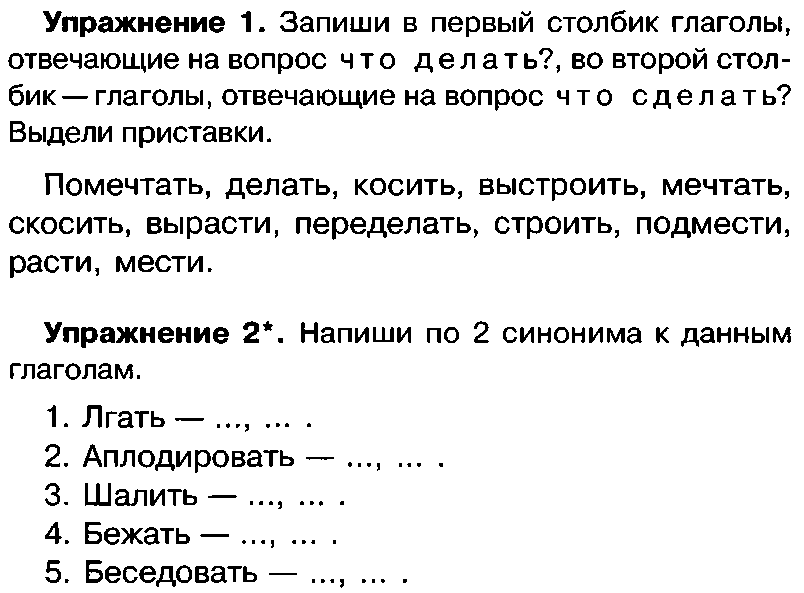 Упражнение 1. Запиши в первый столбик глаголы,
отвечающие на вопрос что делать?, во второй стол-
бик — глаголы, отвечающие на вопрос что сделать?
Выдели приставки.
Помечтать, делать, косить, выстроить, мечтать,
скосить, вырасти, переделать, строить, подмести,
расти, мести.
Упражнение 2*. Напиши по 2 синонима к данным
глаголам.
1. Лгать — ..., ... .
2. Аплодировать — ..., ... .
3. Шалить — ..., ... .
4. Бежать — ..., ... .
5. Беседовать — ..., ... .